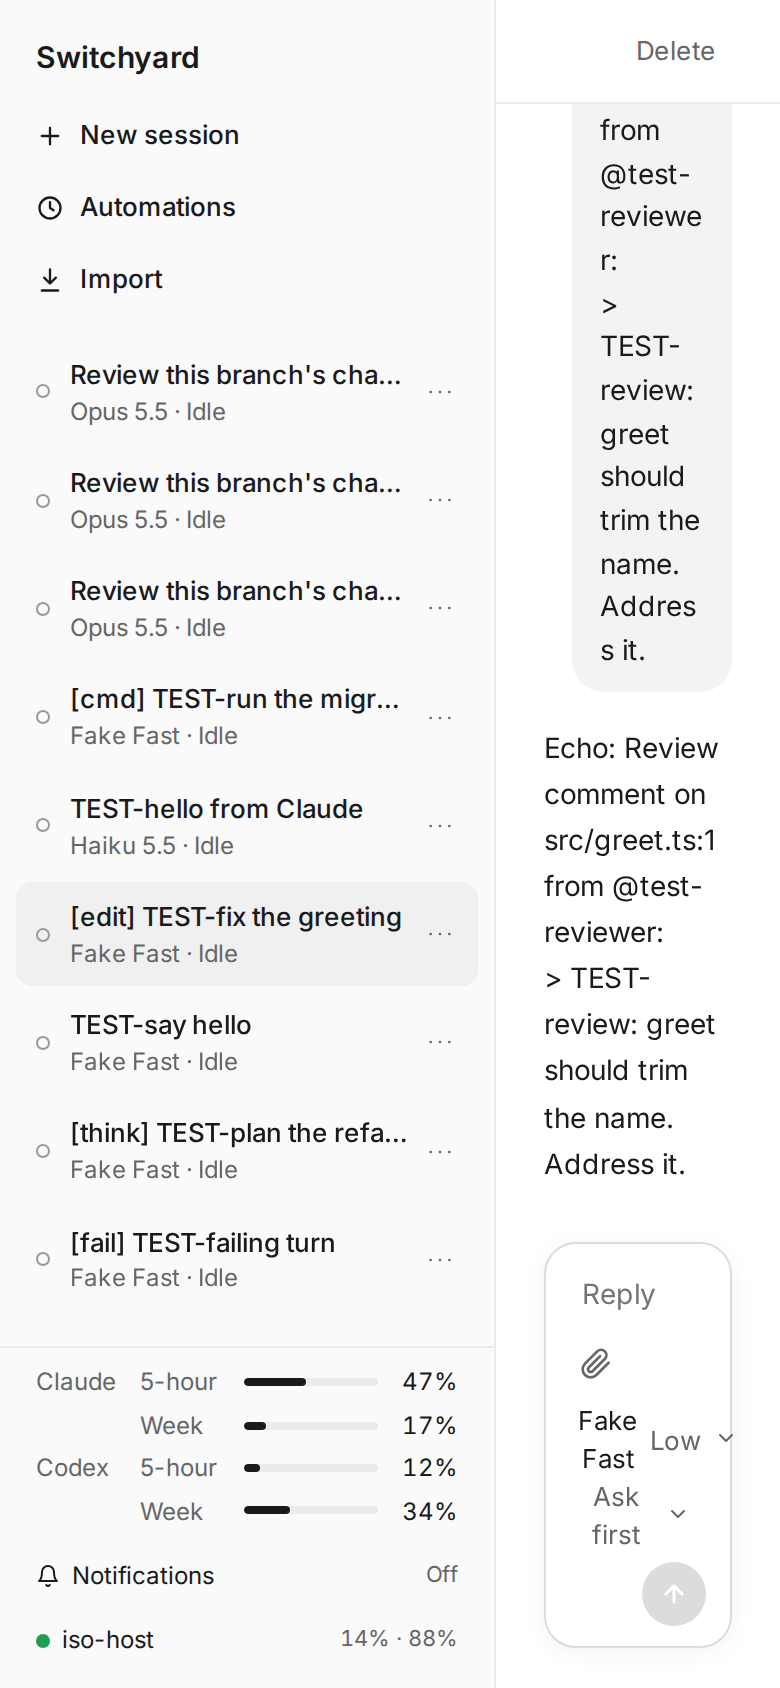 Switchyard
New session
Automations
Import
Review this branch's cha...
Opus 5.5 · Idle
Review this branch's cha...
Opus 5.5 · Idle
Review this branch's cha...
Opus 5.5 · Idle
[cmd] TEST-run the migr...
Fake Fast · Idle
TEST-hello from Claude
Haiku 5.5 · Idle
[edit] TEST-fix the greeting
Fake Fast · Idle
TEST-say hello
Fake Fast · Idle
[think] TEST-plan the refa...
Fake Fast · Idle
[fail] TEST-failing turn
Fake Fast · Idle
Claude 5-hour 47%
Week 17%
Codex 5-hour 12%
Week 34%
Notifications Off
iso-host 14% · 88%
Delete
from
@test-
reviewe
r:
>
TEST-
review:
greet
should
trim the
name.
Addres
s it.
Echo: Review
comment on
src/greet.ts:1
from @test-
reviewer:
> TEST-
review: greet
should trim
the name.
Address it.
Reply
Fake
Fast
Low
Ask
first